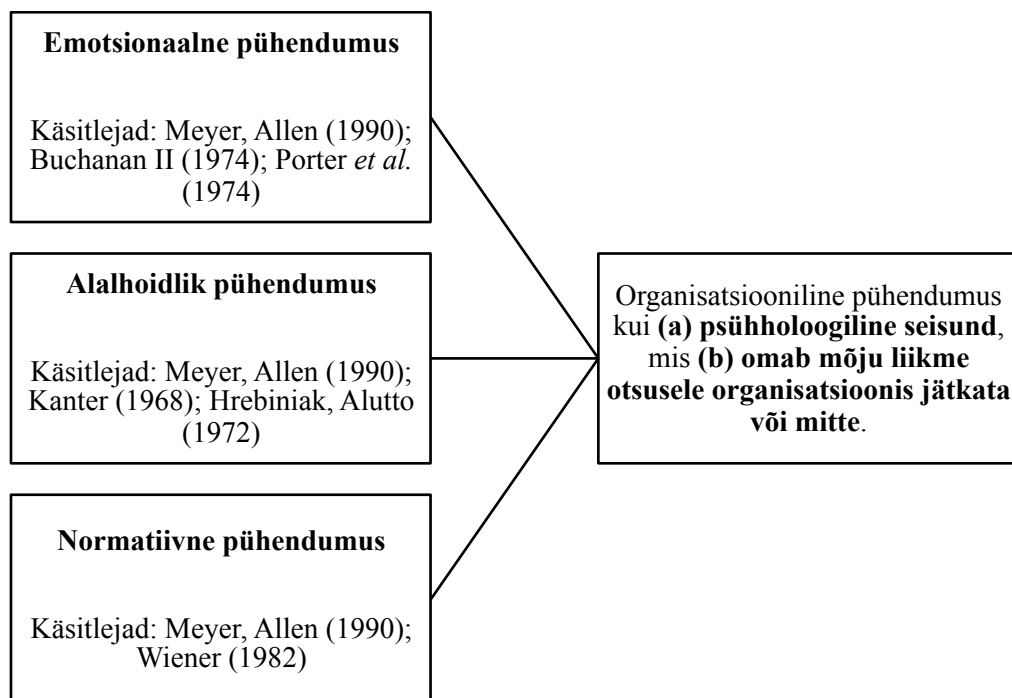 Emotsionaalne pühendumus
Käsitlejad: Meyer, Allen (1990);
Buchanan II (1974); Porter et al.
(1974)
Alalhoidlik pühendumus
Käsitlejad: Meyer, Allen (1990);
Kanter (1968); Hrebiniak, Alutto
(1972)
Normatiivne pühendumus
Käsitlejad: Meyer, Allen (1990);
Wiener (1982)
Organisatsiooniline pühendumus
kui (a) psühholoogiline seisund,
mis (b) omab mõju liikme
otsusele organisatsioonis jätkata
või mitte.